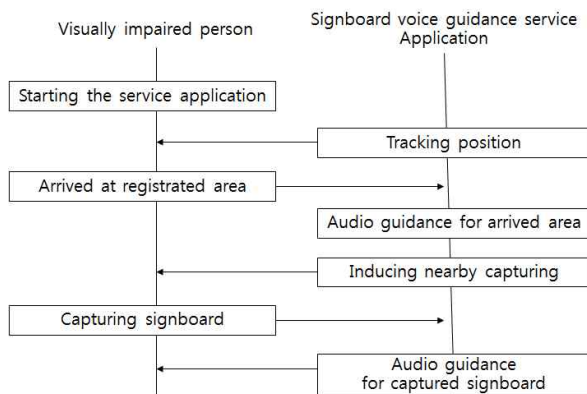 Visually impaired person
Signboard voice guidance service
Application
Starting the service application
Tracking position
Arrived at registrated area
Audio guidance for arrived area
Inducing nearby capturing
Capturing signboard
Audio guidance
for captured signboard